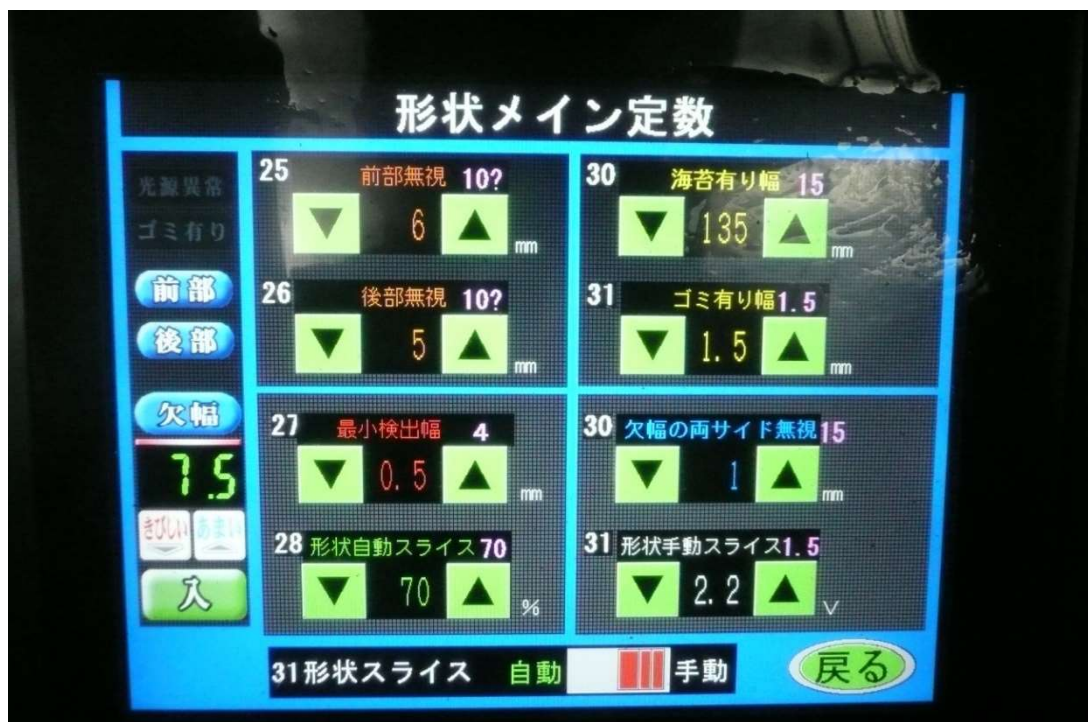 形状メイン定数
光源異常
ゴミ有り
前部
後部
欠幅
7.5
きびしい あまい
入
25 前部無視 10?
▼ 6 ▲ mm
26 後部無視 10?
▼ 5 ▲ mm
27 最小検出幅 4
▼ 0.5 ▲ mm
28 形状自動スライス 70
▼ 70 ▲ %
30 海苔有り幅 15
▼ 135 ▲ mm
31 ゴミ有り幅 1.5
▼ 1.5 ▲ mm
30 欠幅の両サイド無視 15
▼ 1 ▲ mm
31 形状手動スライス 1.5
▼ 2.2 ▲ V
31形状スライス 自動 手動
戻る